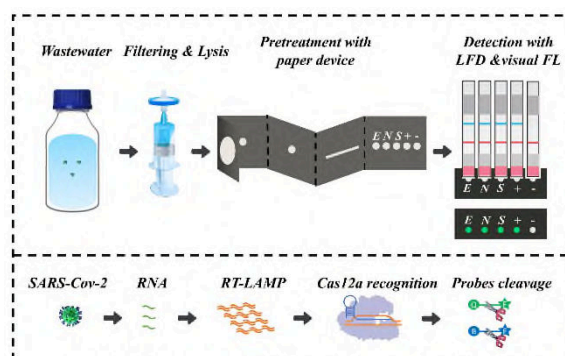 Wastewater
Filtering & Lysis
Pretreatment with
paper device
Detection with
LFD &visual FL
E N S + -
E N S + -
E N S + -
SARS-Cov-2
RNA
RT-LAMP
Cas12a recognition
Probes cleavage